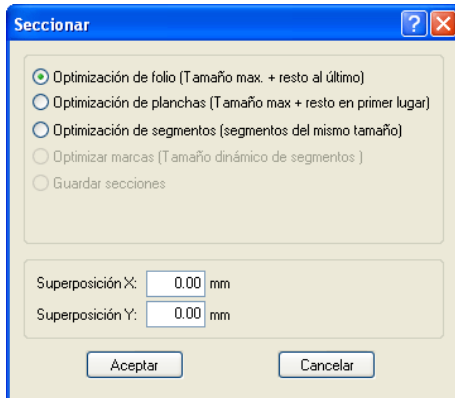 Seccionar
Optimización de folio (Tamaño max. + resto al último)
Optimización de planchas (Tamaño max + resto en primer lugar)
Optimización de segmentos (segmentos del mismo tamaño)
Optimizar marcas (Tamaño dinámico de segmentos )
Guardar secciones
Superposición X: 0.00 mm
Superposición Y: 0.00 mm
Aceptar Cancelar